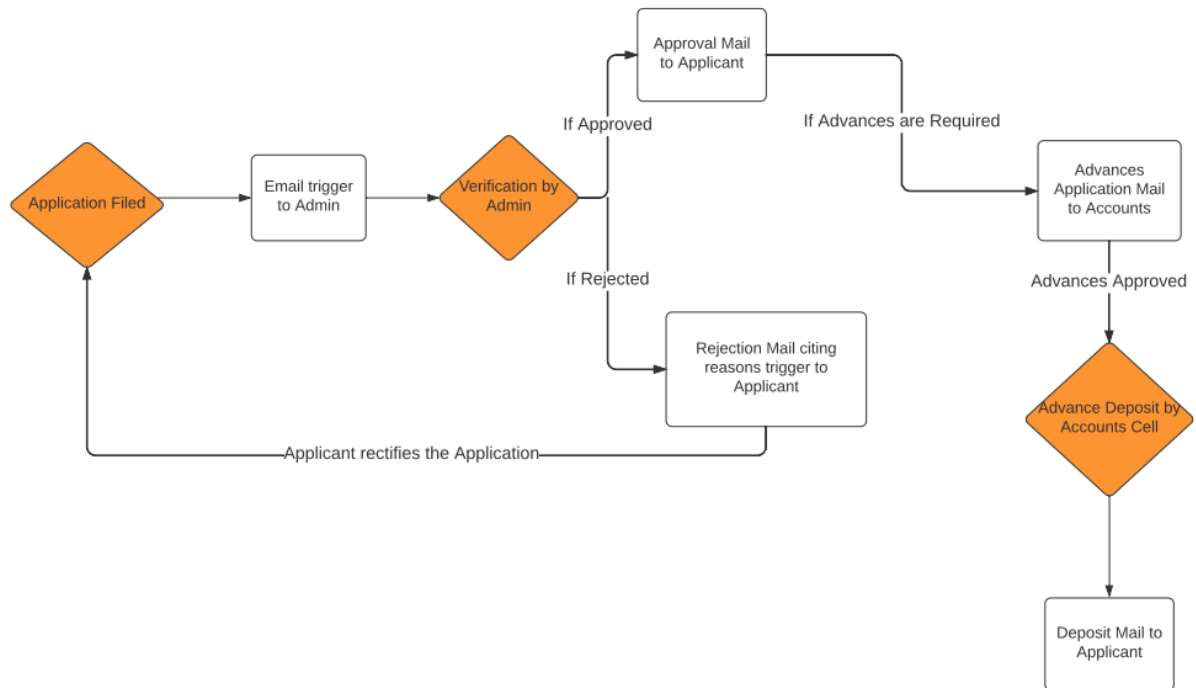 Approval Mail
to Applicant
If Approved
If Advances are Required
Application Filed
Email trigger
to Admin
Verification by
Admin
Advances
Application Mail
to Accounts
If Rejected
Advances Approved
Rejection Mail citing
reasons trigger to
Applicant
Advance Deposit by
Accounts Cell
Applicant rectifies the Application
Deposit Mail to
Applicant